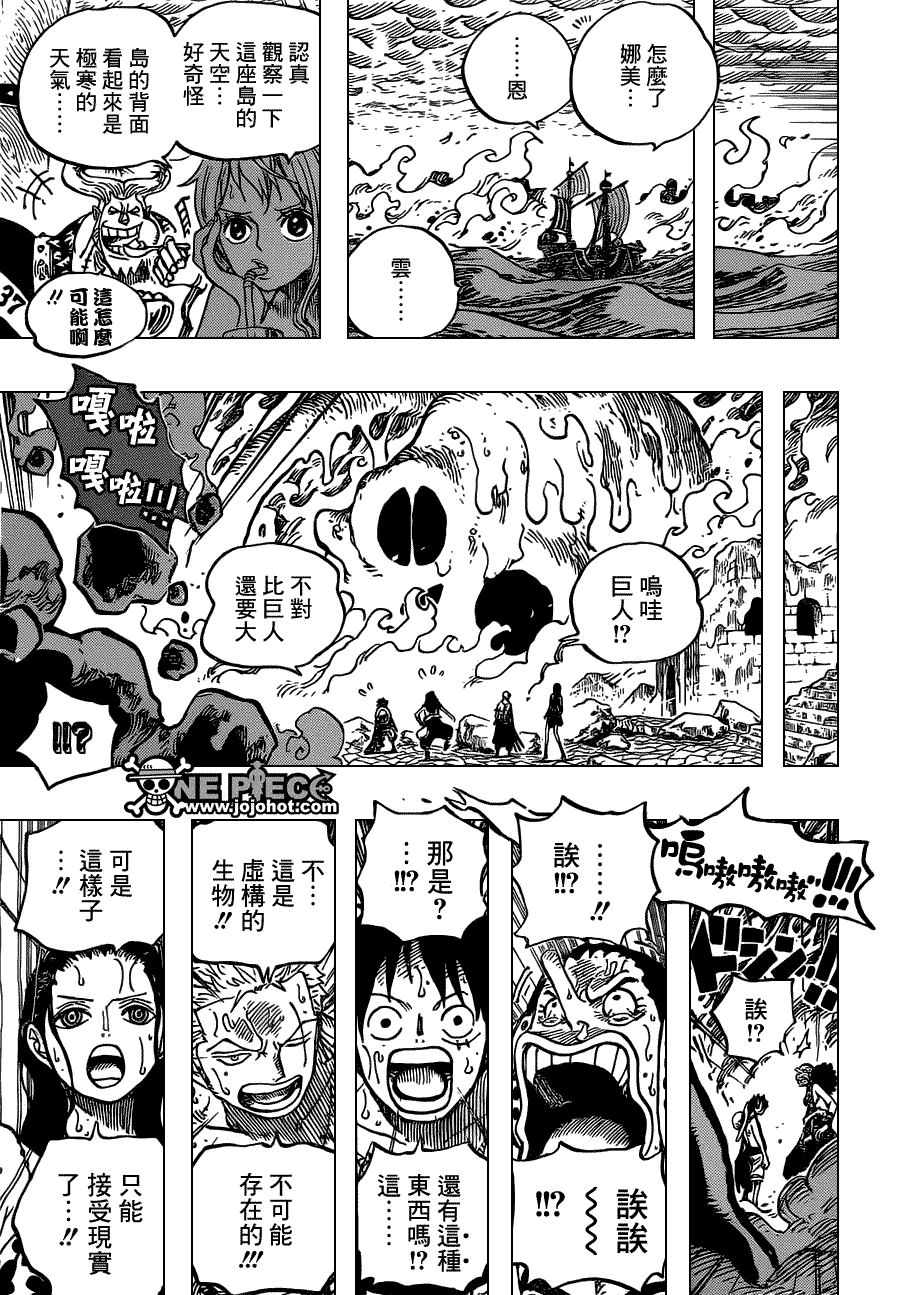 怎麼了
娜美…
……
恩
雲……
認真
觀察一下
這座島的
天空…
好奇怪
島的背面
看起來是
極寒的
天氣……
這怎麼
可能啊
!!
37
嗚哇
巨人!?
不對
比巨人
還要大
嘎啦
嘎啦
!!?
ONE PIECE
www.jojohot.com
嗚嗷嗷嗷!!!
ドドン!!
誒!?
……!!
誒!!?
誒誒
!!?
那是?
…!!?
還有這種
東西嗎!?
這……
不…
這是
虛構的
生物!!
不可能
存在的!!!
可是
這樣子
…!!
只能
接受現實
了…!!